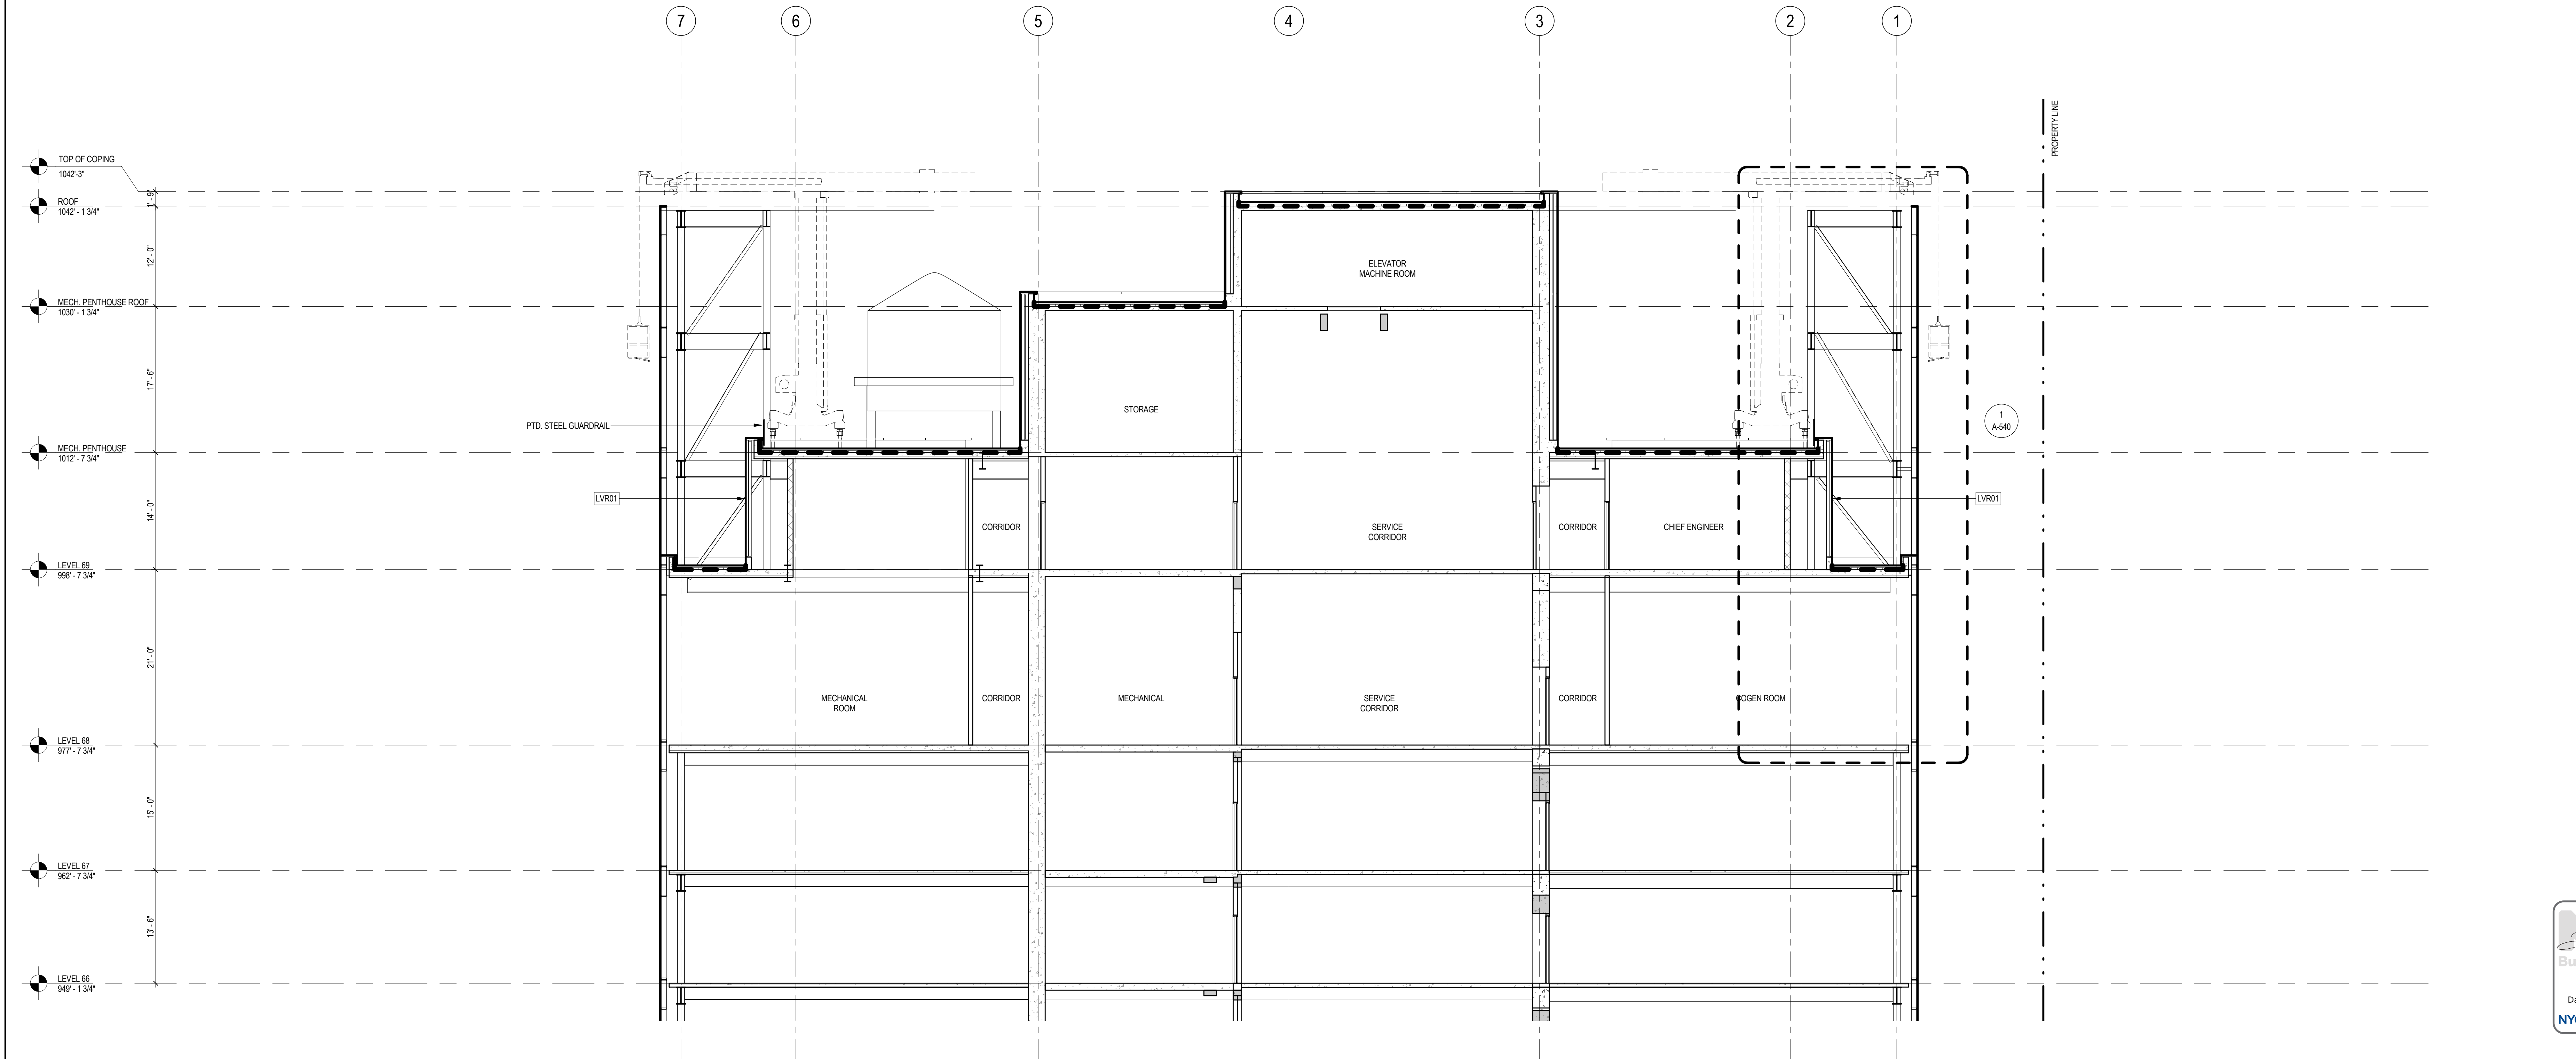 7
6
5
4
3
2
1
PROPERTY LINE
TOP OF COPING
1042'-3"
1' - 9"
ROOF
1042' - 1 3/4"
12' - 0"
ELEVATOR
MACHINE ROOM
MECH. PENTHOUSE ROOF
1030' - 1 3/4"
17' - 6"
STORAGE
PTD. STEEL GUARDRAIL
1
A-540
MECH. PENTHOUSE
1012' - 7 3/4"
LVR01
LVR01
14' - 0"
CORRIDOR
SERVICE
CORRIDOR
CORRIDOR
CHIEF ENGINEER
LEVEL 69
998' - 7 3/4"
21' - 0"
MECHANICAL
ROOM
CORRIDOR
MECHANICAL
SERVICE
CORRIDOR
CORRIDOR
COGEN ROOM
LEVEL 68
977' - 7 3/4"
15' - 0"
LEVEL 67
962' - 7 3/4"
13' - 6"
LEVEL 66
949' - 1 3/4"